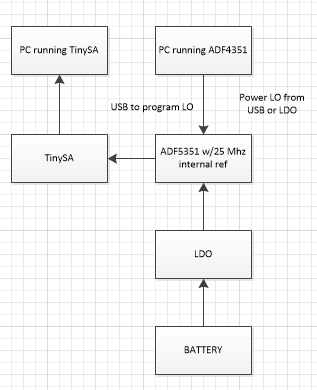 PC running TinySA
PC running ADF4351
USB to program LO
Power LO from
USB or LDO
TinySA
ADF5351 w/25 Mhz
internal ref
LDO
BATTERY